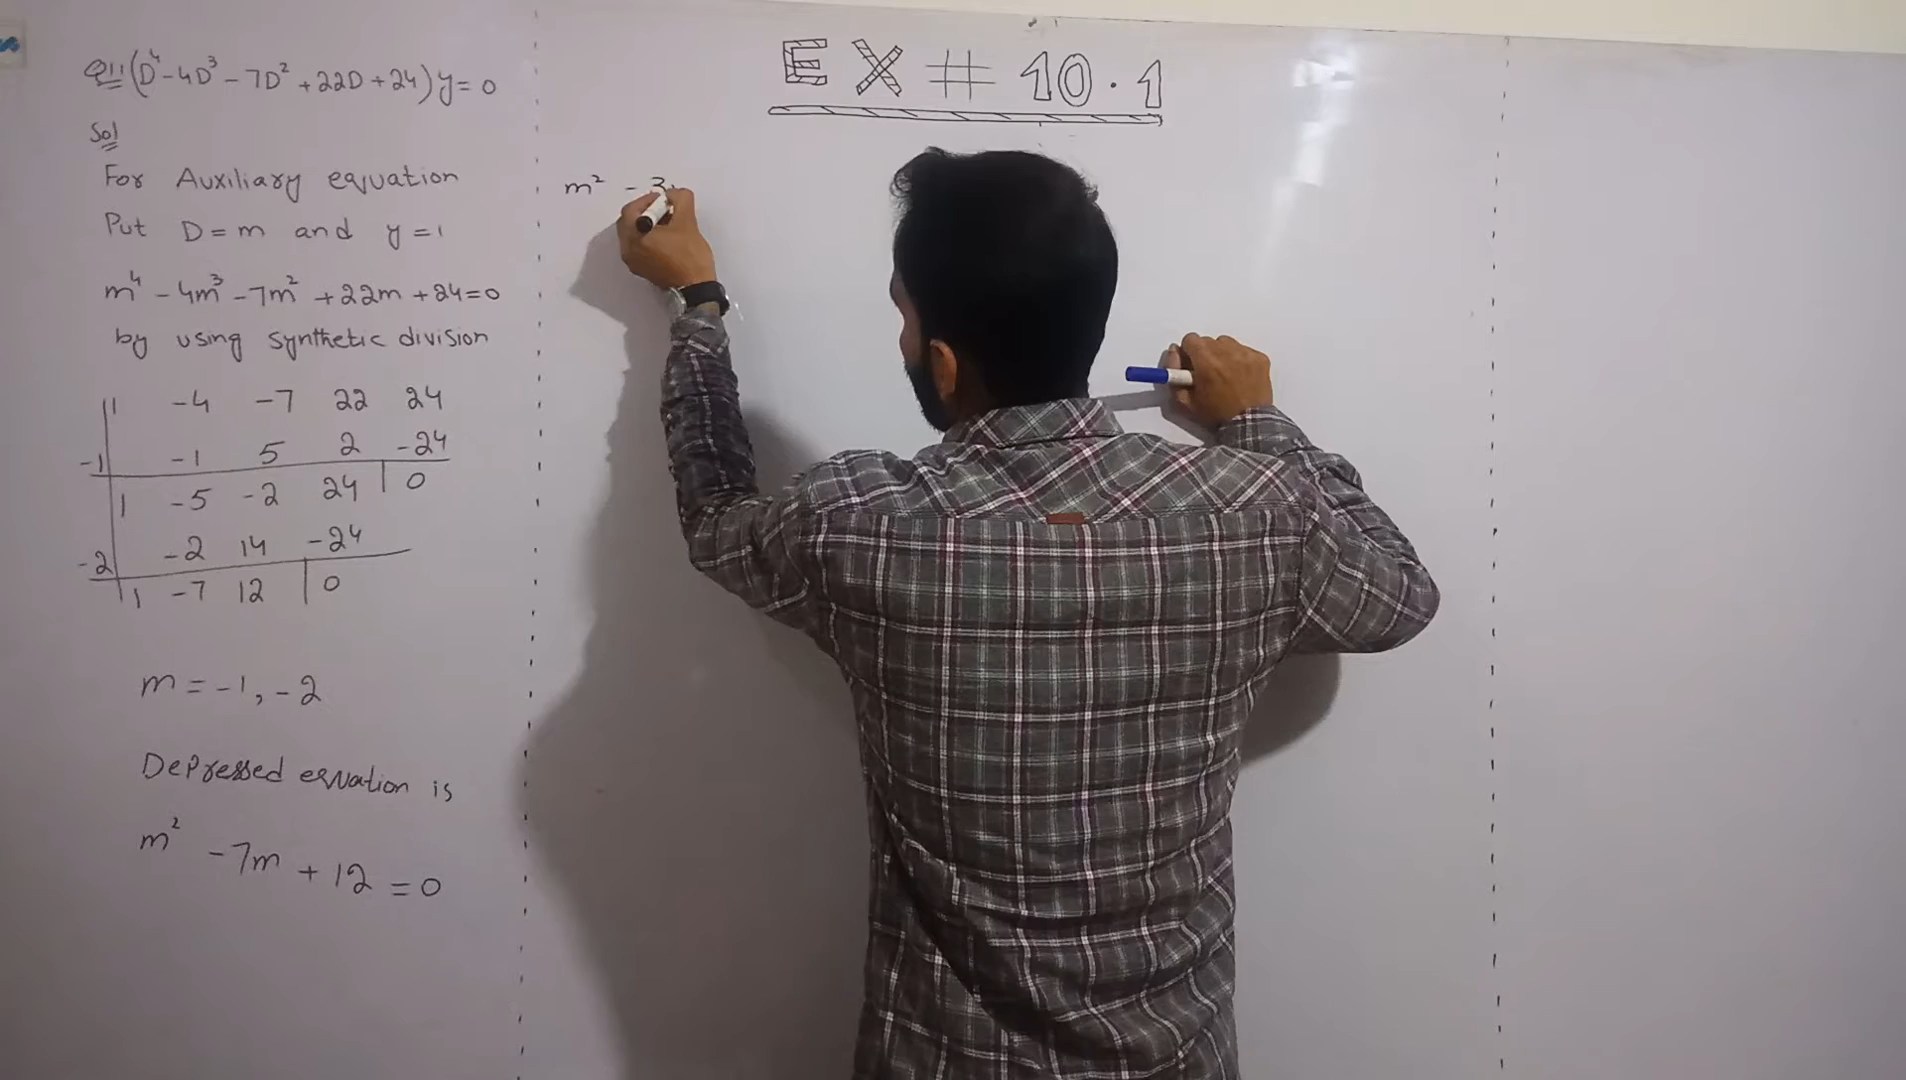 Q11 (D⁴-4D³-7D²+22D+24)y=0
Sol
For Auxiliary equation
Put D=m and y=1
m⁴-4m³-7m²+22m+24=0
by using synthetic division
1 -4 -7 22 24
-1 -1 5 2 -24
1 -5 -2 24 0
-2 -2 14 -24
1 -7 12 0
m=-1,-2
Depressed equation is
m²-7m+12=0
EX # 10.1
m² -3